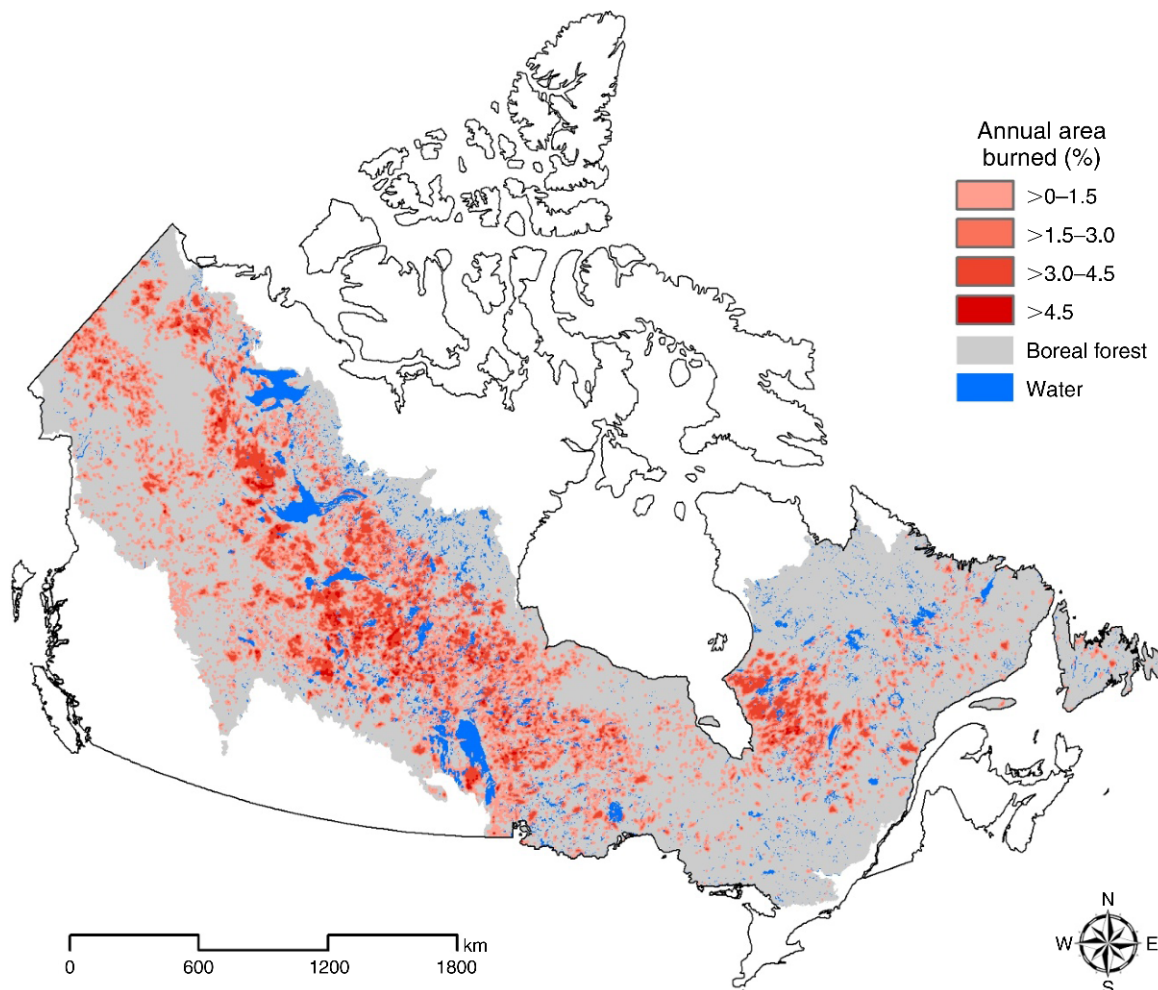 Annual area
burned (%)
>0–1.5
>1.5–3.0
>3.0–4.5
>4.5
Boreal forest
Water
km
0 600 1200 1800
N
W E
S